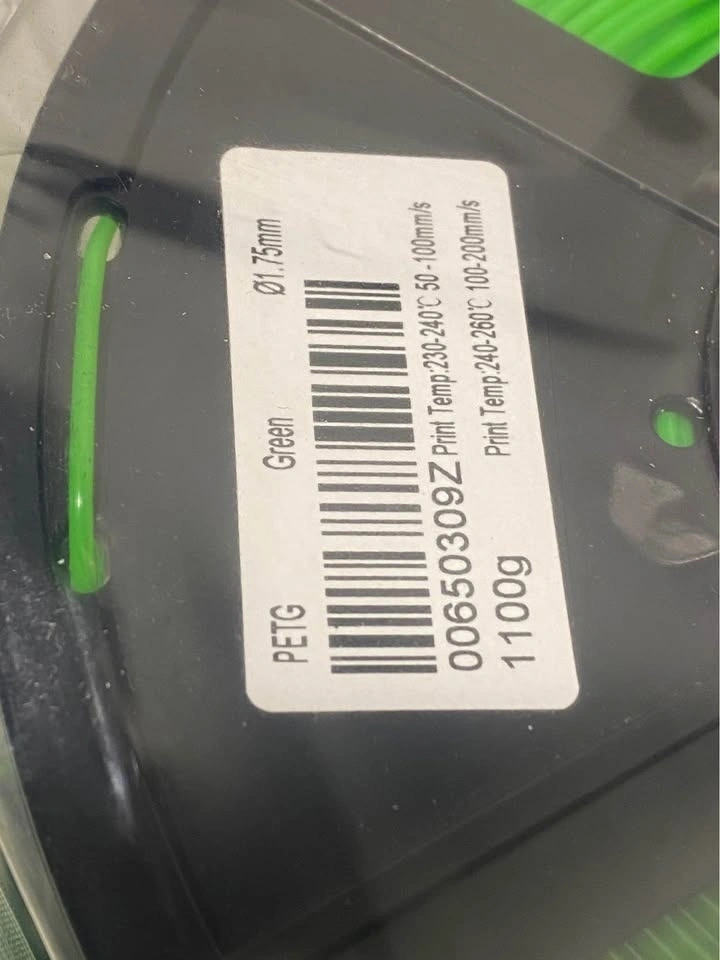 PETG Green Ø1.75mm
00650309Z Print Temp:230-240℃ 50-100mm/s
1100g Print Temp:240-260℃ 100-200mm/s